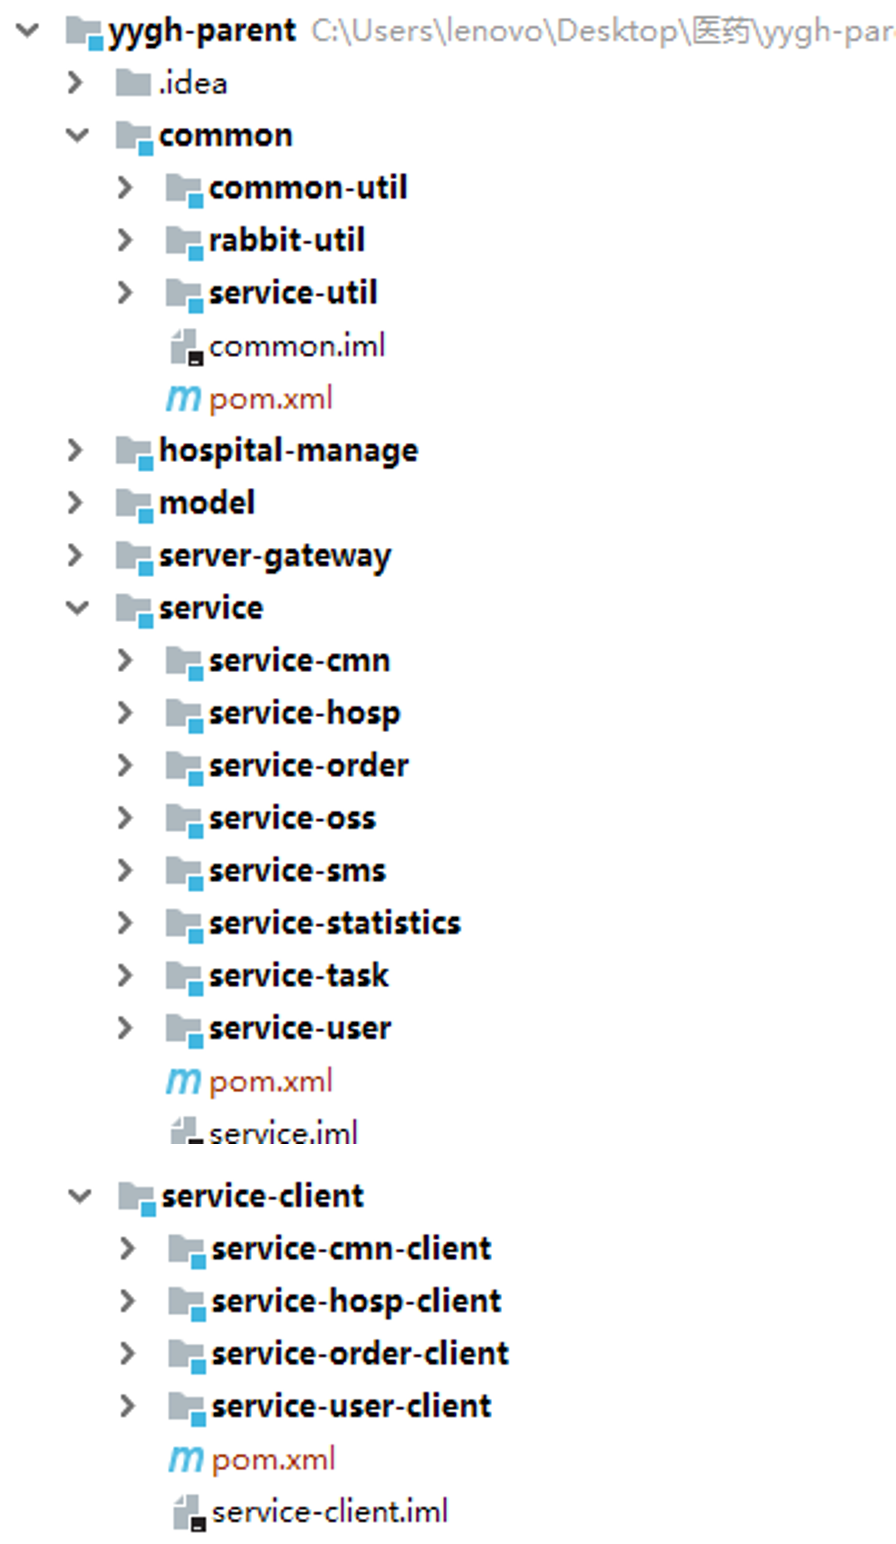 yygh-parent C:\Users\lenovo\Desktop\医药\yygh-par
.idea
common
common-util
rabbit-util
service-util
common.iml
m pom.xml
hospital-manage
model
server-gateway
service
service-cmn
service-hosp
service-order
service-oss
service-sms
service-statistics
service-task
service-user
m pom.xml
service.iml
service-client
service-cmn-client
service-hosp-client
service-order-client
service-user-client
m pom.xml
service-client.iml